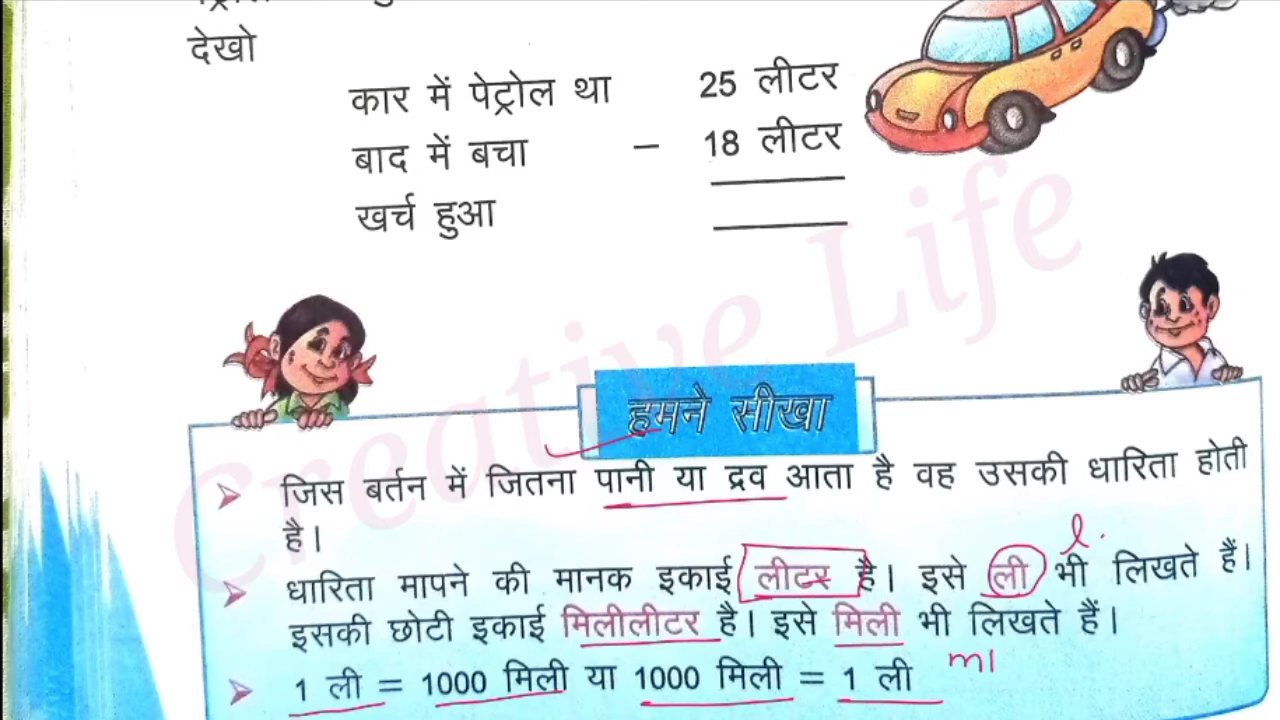 देखो
कार में पेट्रोल था 25 लीटर
बाद में बचा – 18 लीटर
खर्च हुआ
Creative Life
हमने सीखा
जिस बर्तन में जितना पानी या द्रव आता है वह उसकी धारिता होती
है।
l.
धारिता मापने की मानक इकाई लीटर है। इसे ली भी लिखते हैं।
इसकी छोटी इकाई मिलीलीटर है। इसे मिली भी लिखते हैं।
ml
1 ली = 1000 मिली या 1000 मिली = 1 ली